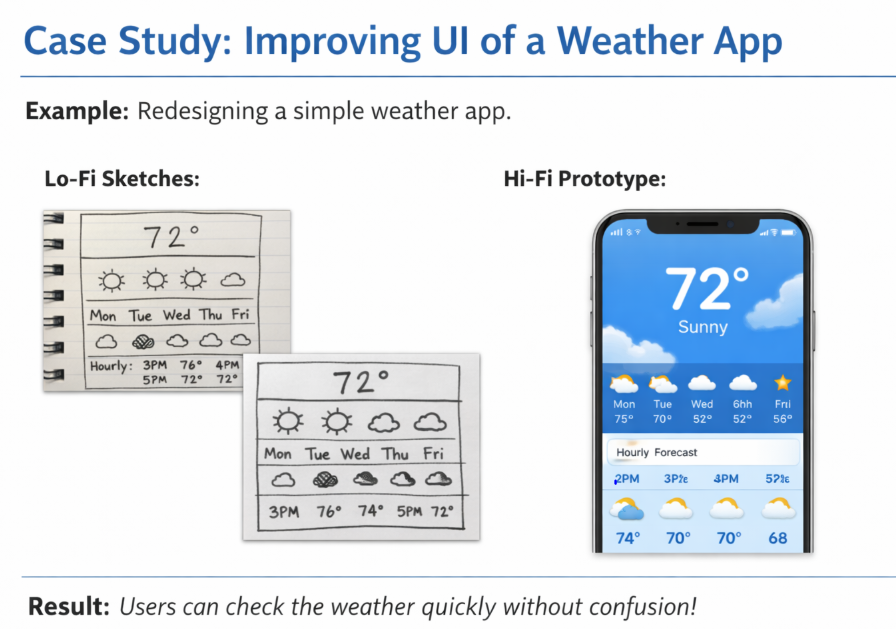 Case Study: Improving UI of a Weather App
Example: Redesigning a simple weather app.
Lo-Fi Sketches:
72°
Mon Tue Wed Thu Fri
Hourly: 3PM 76° 4PM
5PM 72° 72°
72°
Mon Tue Wed Thu Fri
3PM 76° 74° 5PM 72°
Hi-Fi Prototype:
72°
Sunny
Mon Tue Wed 6hh Fri
75° 70° 52° 52° 56°
Hourly Forecast
2PM 4PM
74° 70° 70° 68
Result: Users can check the weather quickly without confusion!